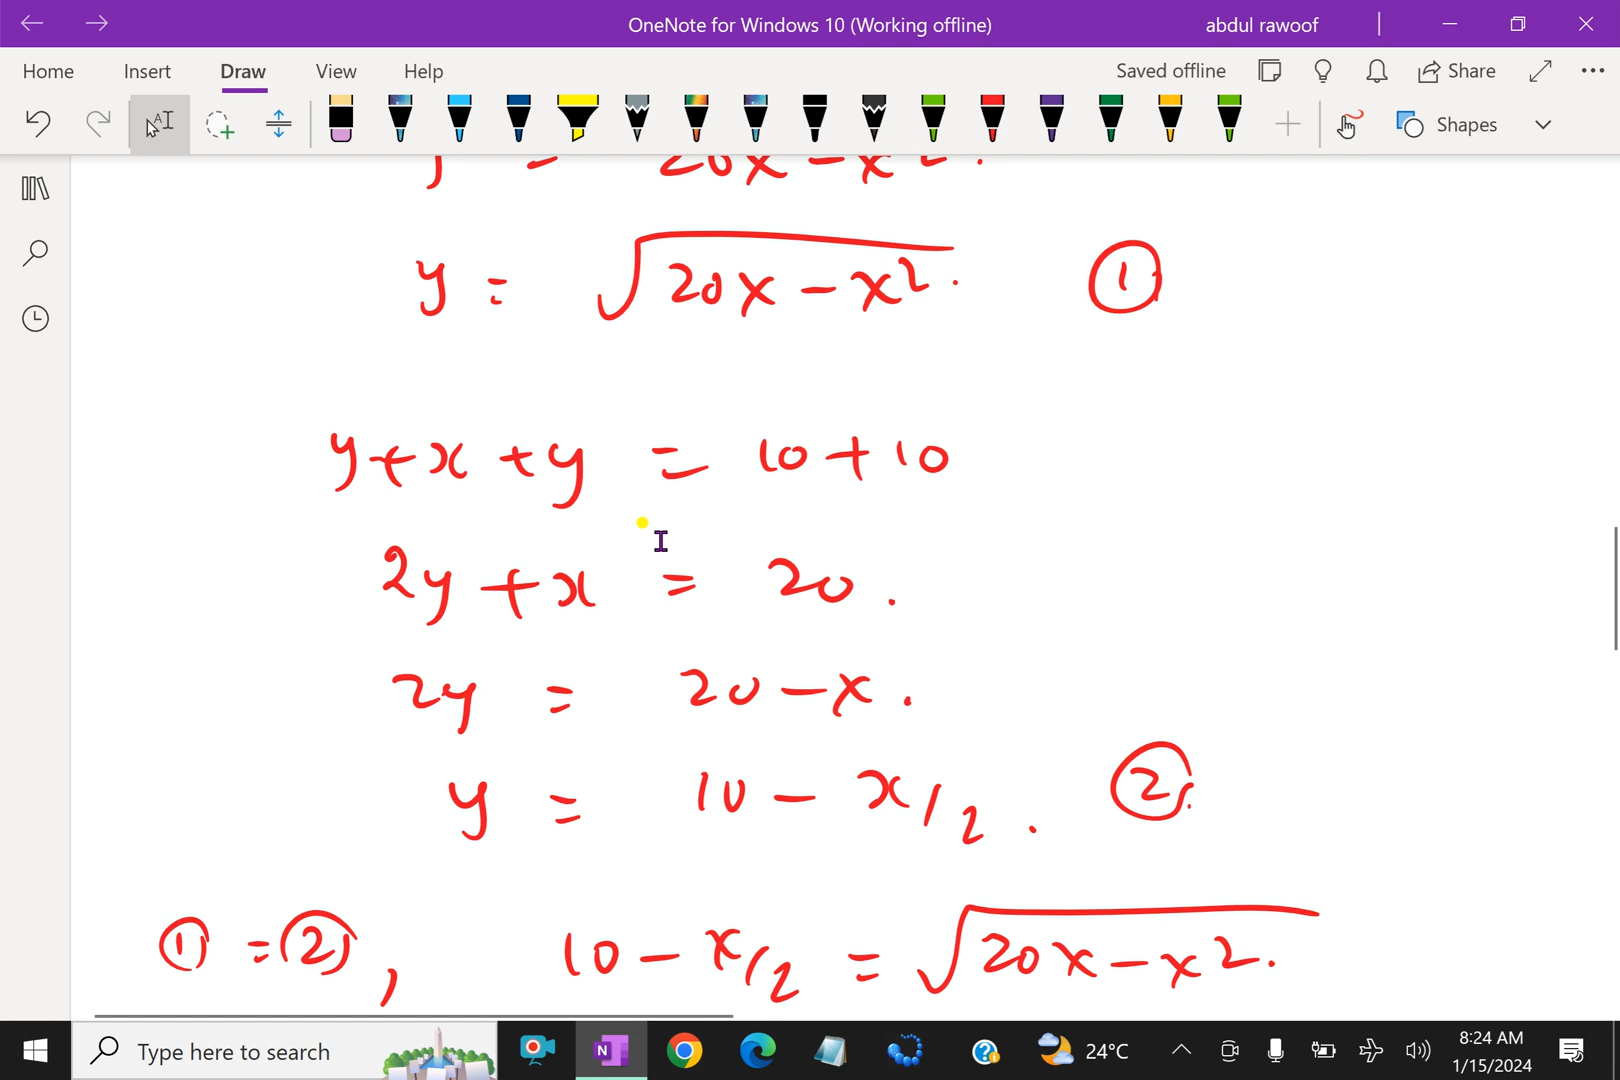 OneNote for Windows 10 (Working offline)
abdul rawoof
Home Insert Draw View Help
Saved offline
Share
Shapes
20x - x².
y = √20x - x². ①
y + x + y = 10 + 10
2y + x = 20.
2y = 20 - x.
y = 10 - x/2. ②
① = ②, 10 - x/2 = √20x - x².
Type here to search
24°C
8:24 AM
1/15/2024